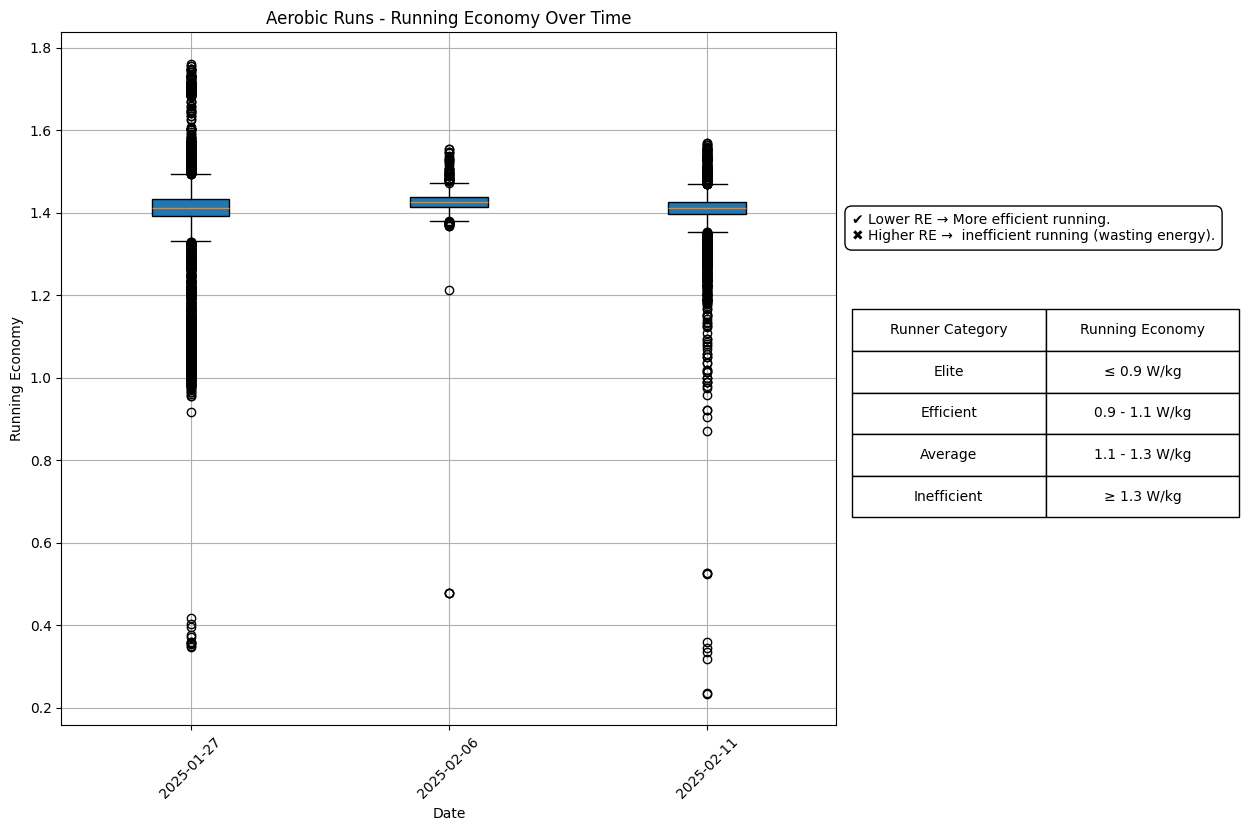 Aerobic Runs - Running Economy Over Time
1.8
1.6
1.4
1.2
1.0
0.8
0.6
0.4
0.2
Running Economy
2025-01-27
2025-02-06
2025-02-11
Date
✔ Lower RE → More efficient running.
✖ Higher RE →  inefficient running (wasting energy).
Runner Category Running Economy
Elite ≤ 0.9 W/kg
Efficient 0.9 - 1.1 W/kg
Average 1.1 - 1.3 W/kg
Inefficient ≥ 1.3 W/kg